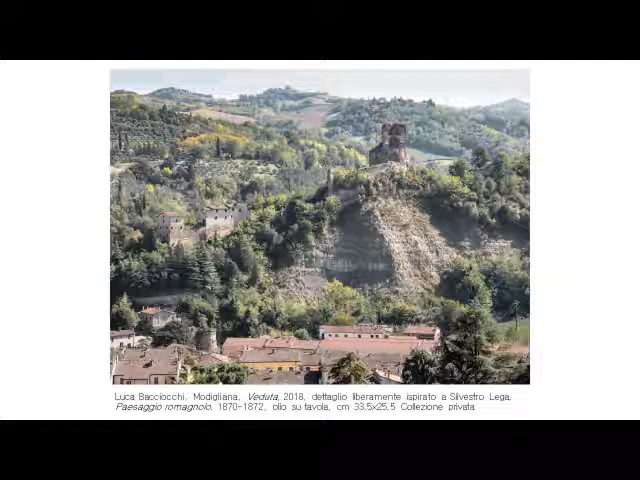 Luca Bacciocchi, Modigliana, Veduta, 2018, dettaglio liberamente ispirato a Silvestro Lega,
Paesaggio romagnolo, 1870-1872, olio su tavola, cm 33.5x25.5 Collezione privata